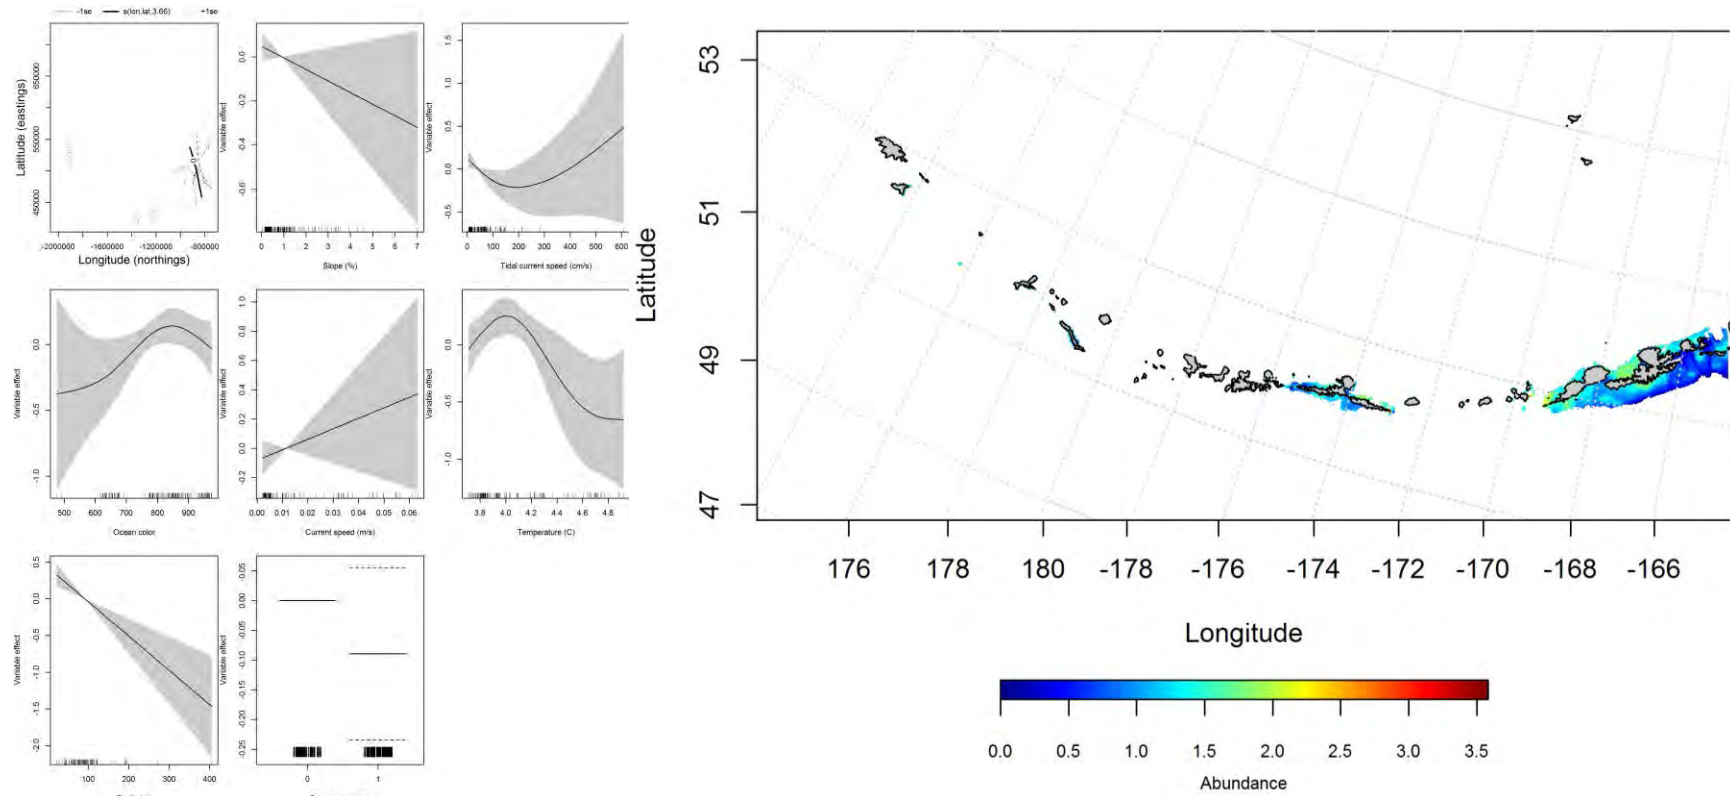 -1se s(lon,lat,3.66) +1se
Latitude (eastings)
650000
550000
450000
-2000000 -1600000 -1200000 -800000
Longitude (northings)
Variable effect
0.0
-0.2
-0.4
-0.6
0 1 2 3 4 5 6 7
Slope (%)
Variable effect
1.5
1.0
0.5
0.0
-0.5
0 100 200 300 400 500 600
Tidal current speed (cm/s)
Variable effect
0.0
-0.5
-1.0
500 600 700 800 900
Ocean color
Variable effect
1.0
0.8
0.6
0.4
0.2
0.0
-0.2
0.00 0.01 0.02 0.03 0.04 0.05 0.06
Current speed (m/s)
Variable effect
0.0
-0.5
-1.0
3.8 4.0 4.2 4.4 4.6 4.8
Temperature (C)
Variable effect
0.5
0.0
-0.5
-1.0
-1.5
-2.0
100 200 300 400
Variable effect
0.05
0.00
-0.05
-0.10
-0.15
-0.20
-0.25
0 1
Latitude
53
51
49
47
176 178 180 -178 -176 -174 -172 -170 -168 -166
Longitude
0.0 0.5 1.0 1.5 2.0 2.5 3.0 3.5
Abundance